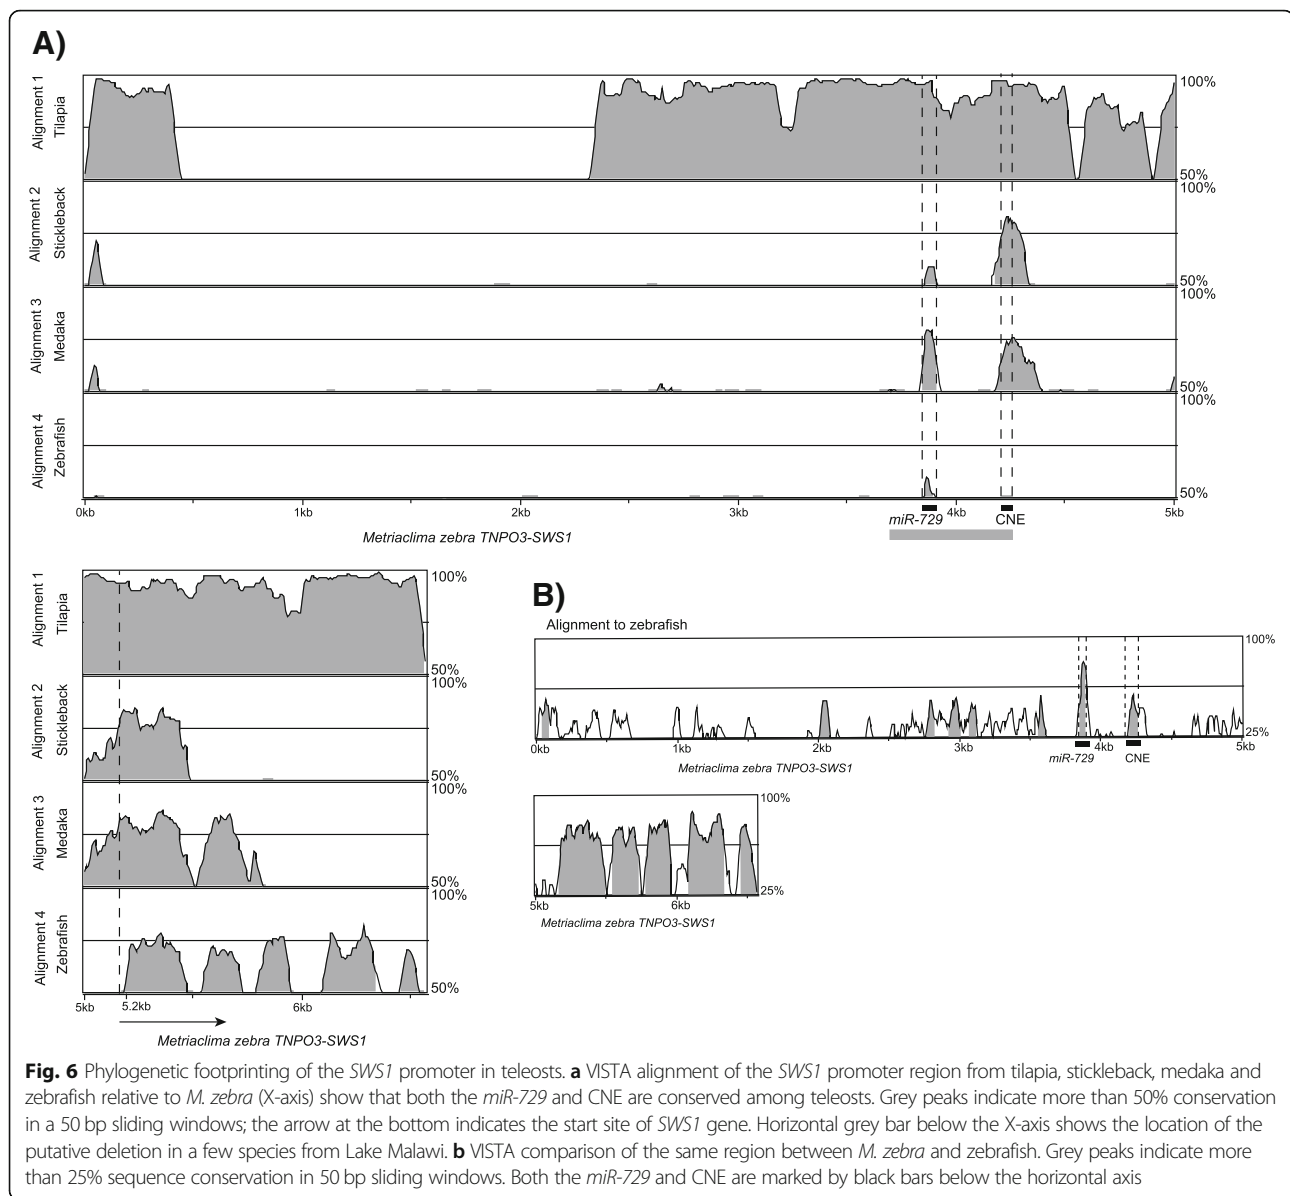 A)
Alignment 1
Tilapia
100%
50%
Alignment 2
Stickleback
100%
50%
Alignment 3
Medaka
100%
50%
Alignment 4
Zebrafish
100%
50%
0kb 1kb 2kb 3kb 4kb 5kb
miR-729 CNE
Metriaclima zebra TNPO3-SWS1
Alignment 1
Tilapia
100%
50%
Alignment 2
Stickleback
100%
50%
Alignment 3
Medaka
100%
50%
Alignment 4
Zebrafish
100%
50%
5kb 5.2kb 6kb
Metriaclima zebra TNPO3-SWS1
B)
Alignment to zebrafish
100%
25%
0kb 1kb 2kb 3kb 4kb 5kb
miR-729 CNE
Metriaclima zebra TNPO3-SWS1
100%
25%
5kb 6kb
Metriaclima zebra TNPO3-SWS1
Fig. 6 Phylogenetic footprinting of the SWS1 promoter in teleosts. a VISTA alignment of the SWS1 promoter region from tilapia, stickleback, medaka and
zebrafish relative to M. zebra (X-axis) show that both the miR-729 and CNE are conserved among teleosts. Grey peaks indicate more than 50% conservation
in a 50 bp sliding windows; the arrow at the bottom indicates the start site of SWS1 gene. Horizontal grey bar below the X-axis shows the location of the
putative deletion in a few species from Lake Malawi. b VISTA comparison of the same region between M. zebra and zebrafish. Grey peaks indicate more
than 25% sequence conservation in 50 bp sliding windows. Both the miR-729 and CNE are marked by black bars below the horizontal axis